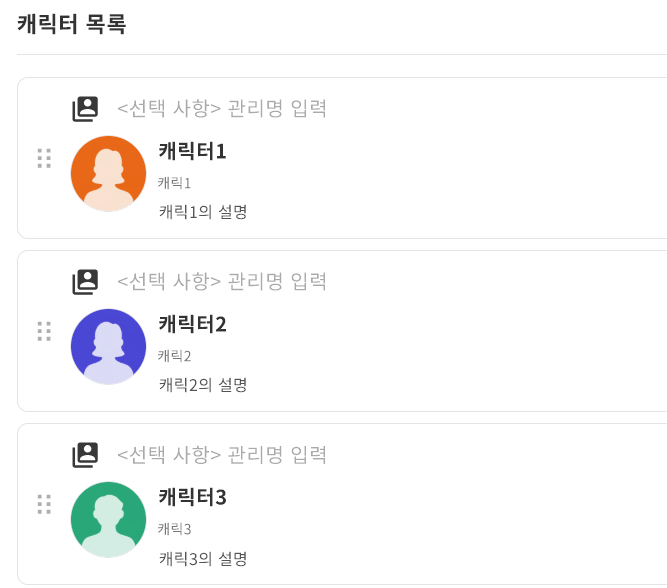 캐릭터 목록
<선택 사항> 관리명 입력
캐릭터1
캐릭1
캐릭1의 설명
<선택 사항> 관리명 입력
캐릭터2
캐릭2
캐릭2의 설명
<선택 사항> 관리명 입력
캐릭터3
캐릭3
캐릭3의 설명